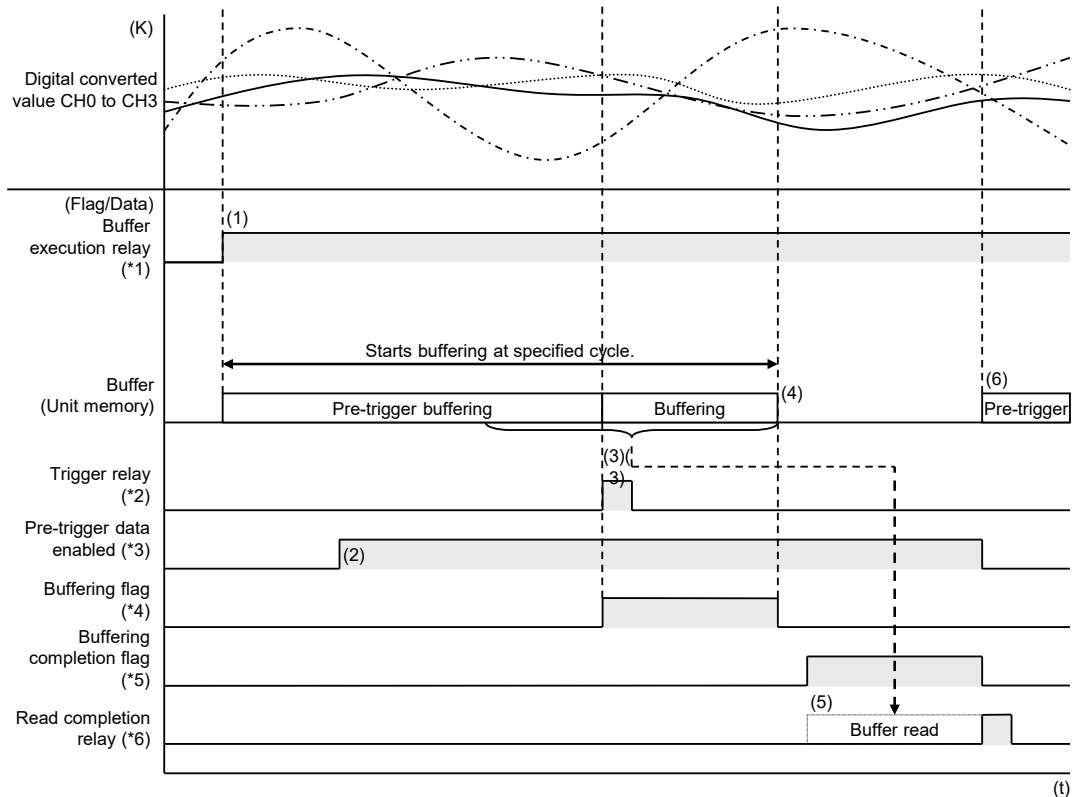 (K)
Digital converted
value CH0 to CH3
(Flag/Data)
Buffer
execution relay
(*1)
(1)
Starts buffering at specified cycle.
Buffer
(Unit memory)
Pre-trigger buffering
Buffering
(4)
(6)
Pre-trigger
Trigger relay
(*2)
(3)(
3)
Pre-trigger data
enabled (*3)
(2)
Buffering flag
(*4)
Buffering
completion flag
(*5)
Read completion
relay (*6)
(5)
Buffer read
(t)